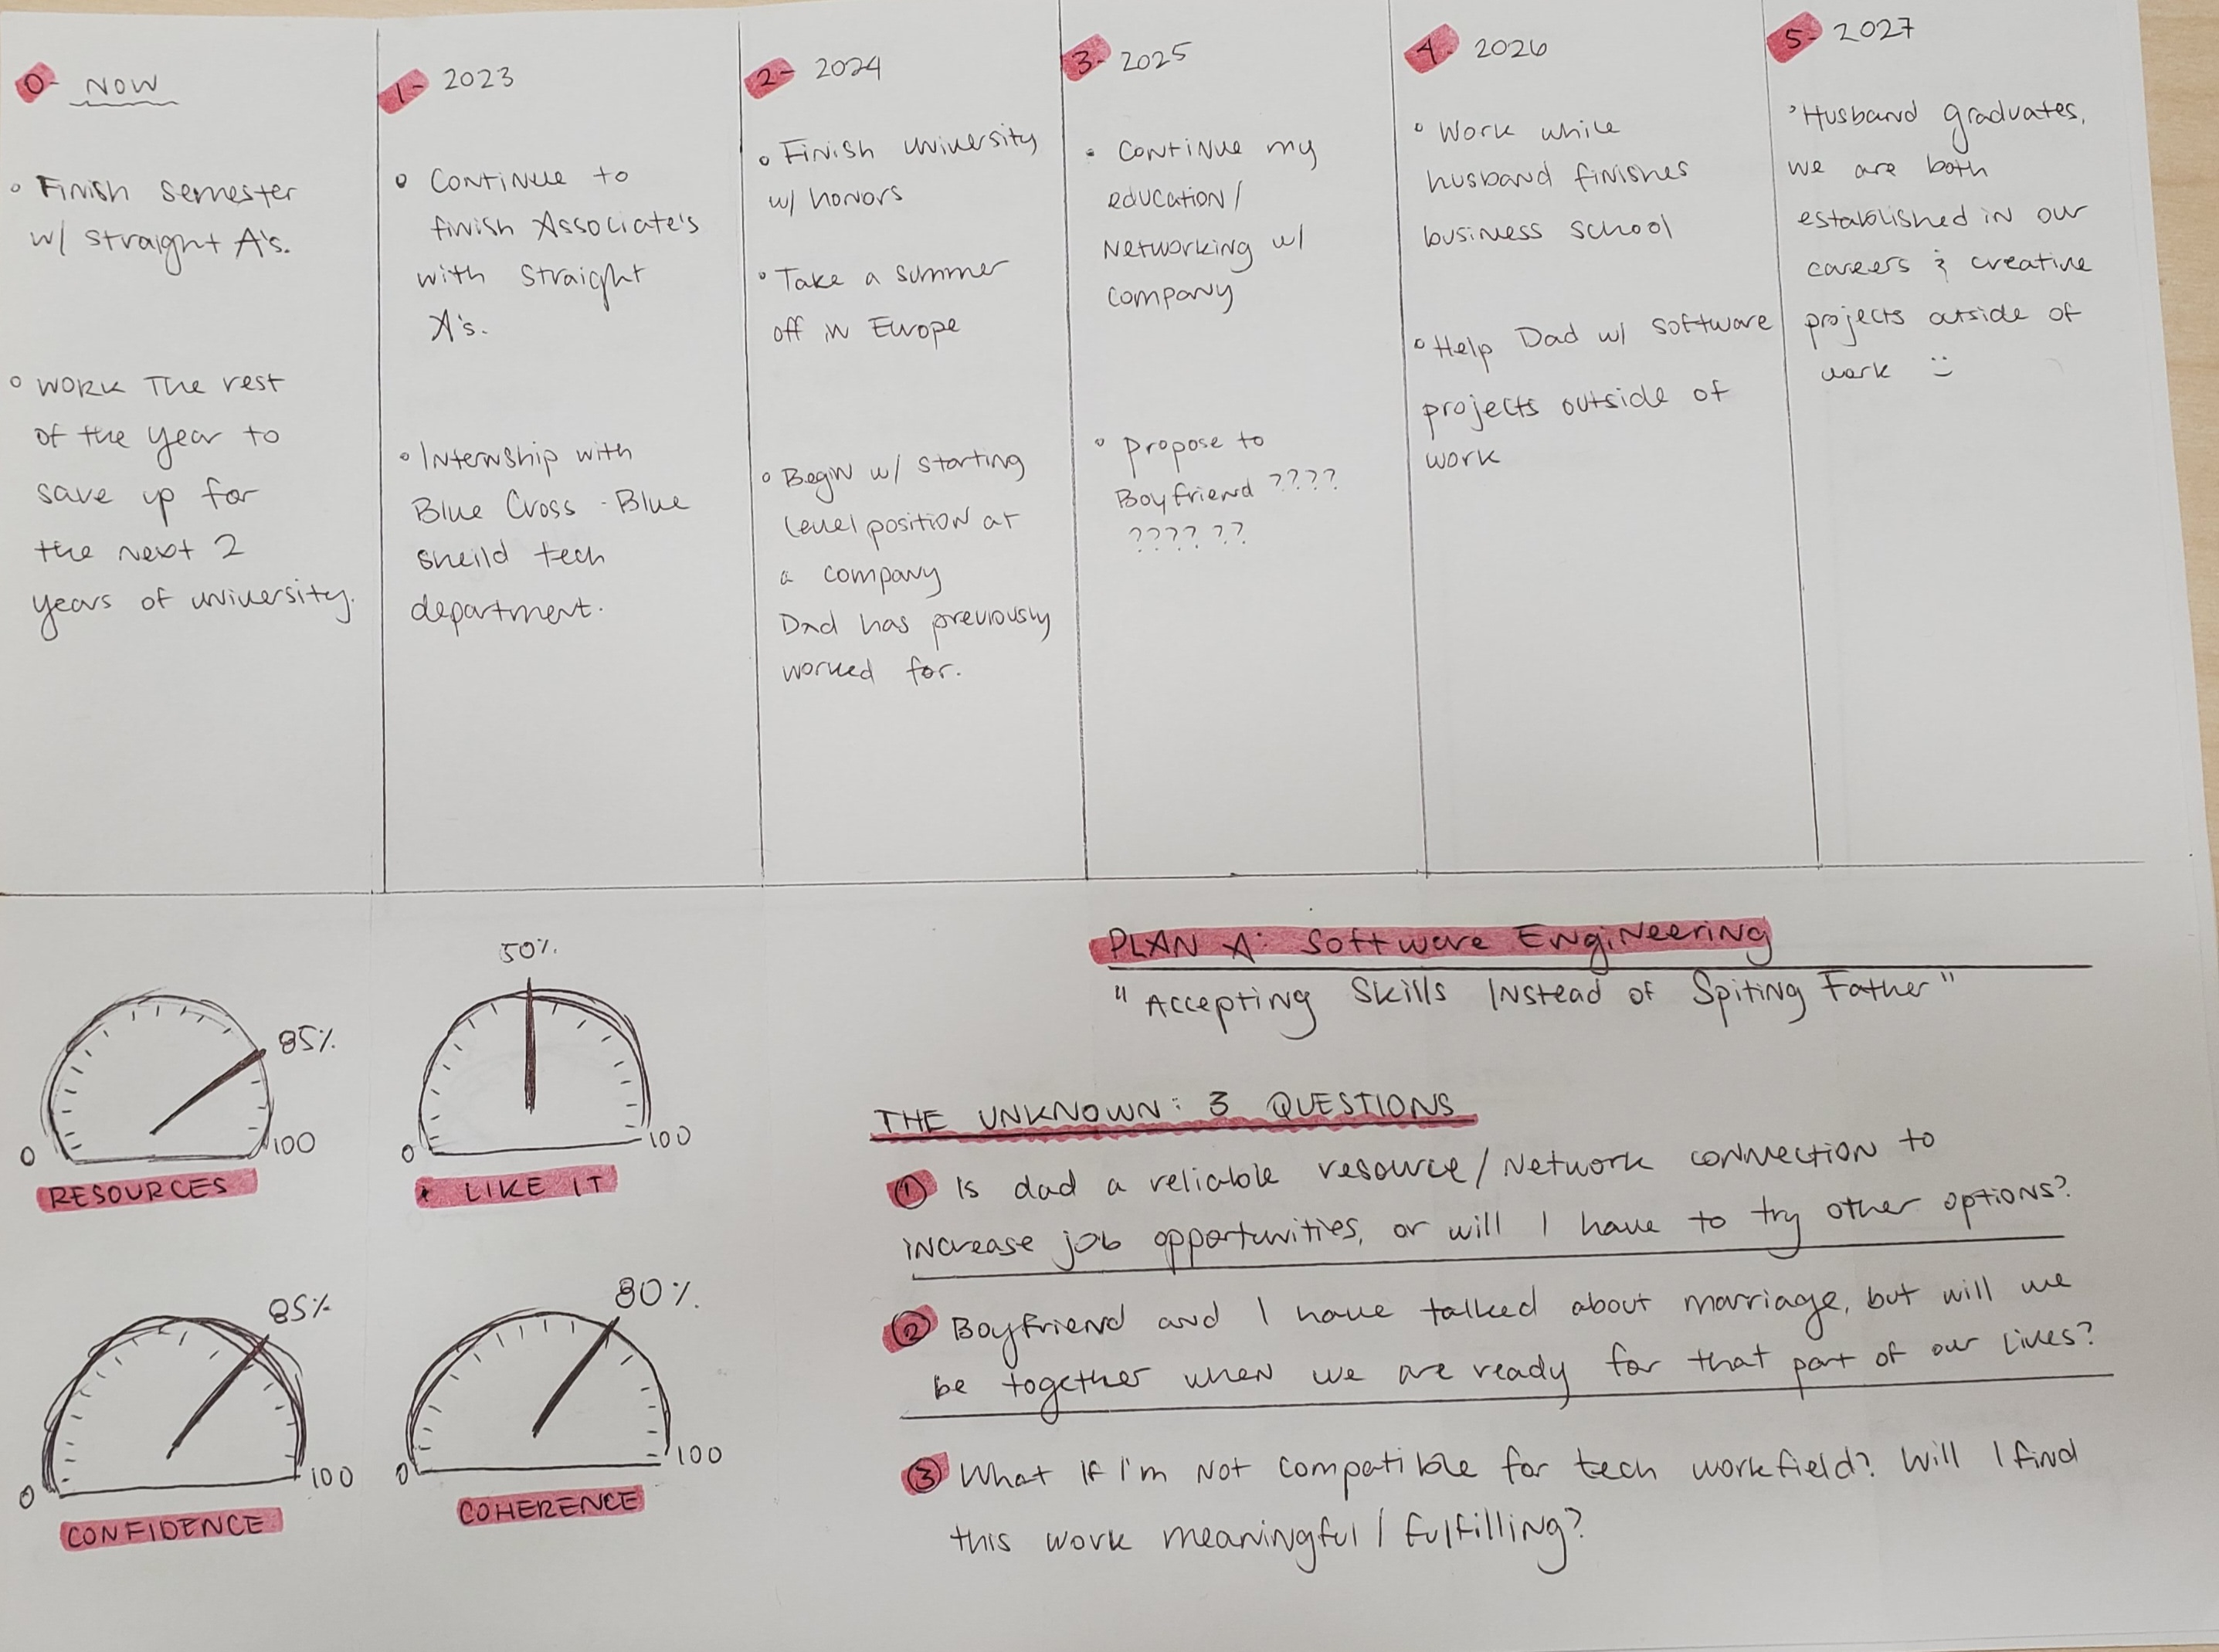 0- NOW
° Finish semester
w/ straight A's.
° Work The rest
of the year to
save up for
the next 2
years of university.
1- 2023
° Continue to
finish Associate's
with straight
A's.
° Internship with
Blue Cross - Blue
sheild tech
department.
2- 2024
° Finish university
w/ honors
° Take a summer
off in Europe
° Begin w/ starting
level position at
a company
Dad has previously
worked for.
3- 2025
• Continue my
education/
Networking w/
company
° Propose to
Boyfriend ????
???? ??
4- 2026
° Work while
husband finishes
business school
° Help Dad w/ software
projects outside of
work
5- 2027
° Husband graduates,
we are both
established in our
careers & creative
projects outside of
work :)
85%
0 100
RESOURCES
50%
0 100
LIKE IT
85%
0 100
CONFIDENCE
80%
0 100
COHERENCE
PLAN A: Software Engineering
"Accepting Skills Instead of Spiting Father"
THE UNKNOWN: 3 QUESTIONS
① Is dad a reliable resource/Network connection to
increase job opportunities, or will I have to try other options?
② Boyfriend and I have talked about marriage, but will we
be together when we are ready for that part of our lives?
③ What if I'm not compatible for tech workfield? Will I find
this work meaningful/fulfilling?